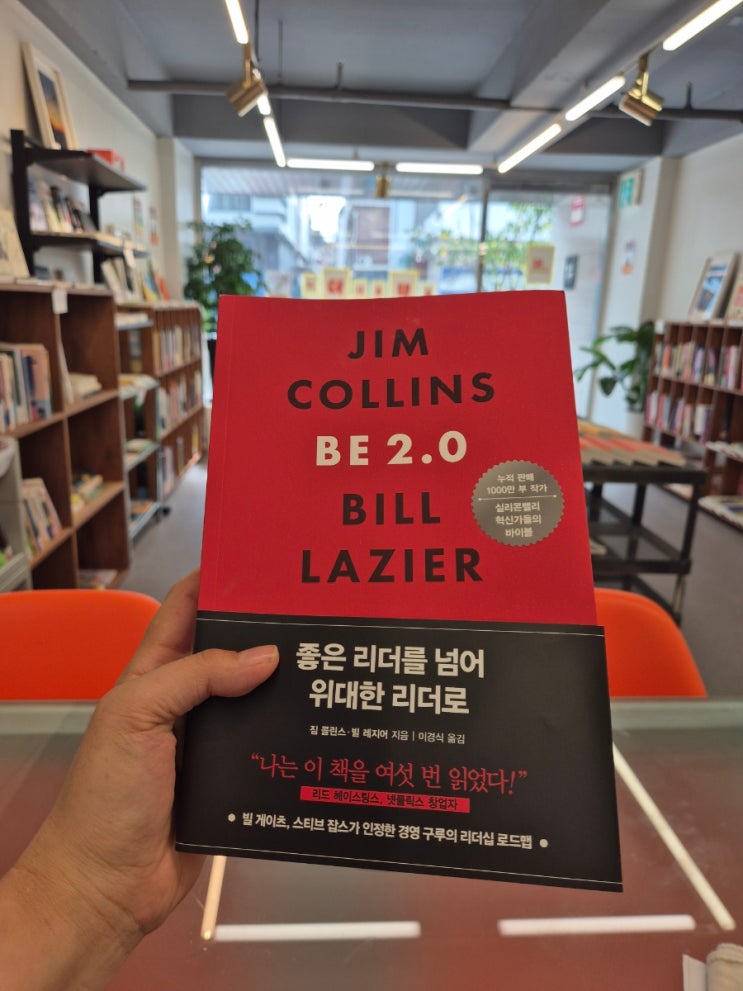 JIM
COLLINS
BE 2.0
BILL
LAZIER
누적 판매
1000만 부 작가
실리콘밸리
혁신가들의
바이블
좋은 리더를 넘어
위대한 리더로
짐 콜린스·빌 레지어 지음 | 이경식 옮김
“나는 이 책을 여섯 번 읽었다!”
리드 헤이스팅스, 넷플릭스 창업자
• 빌 게이츠, 스티브 잡스가 인정한 경영 구루의 리더십 로드맵 •